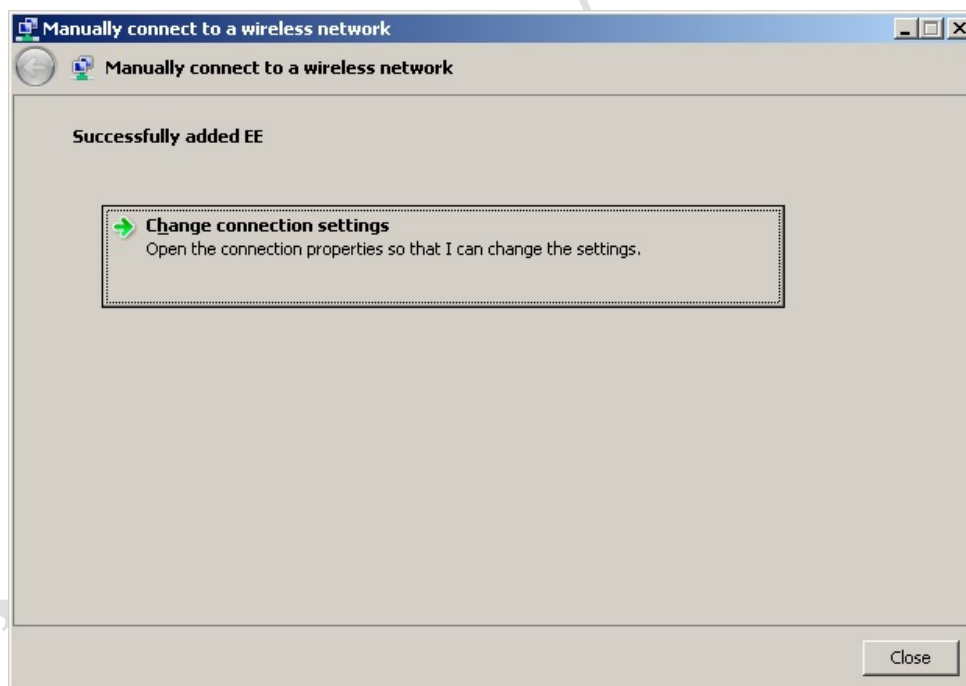 Manually connect to a wireless network
Manually connect to a wireless network
Successfully added EE
Change connection settings
Open the connection properties so that I can change the settings.
Close